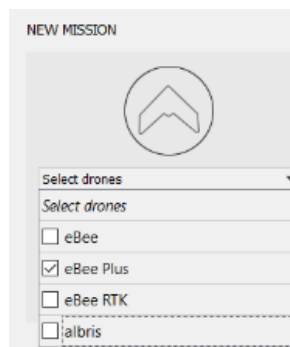 NEW MISSION
Select drones
Select drones
eBee
eBee Plus
eBee RTK
albris